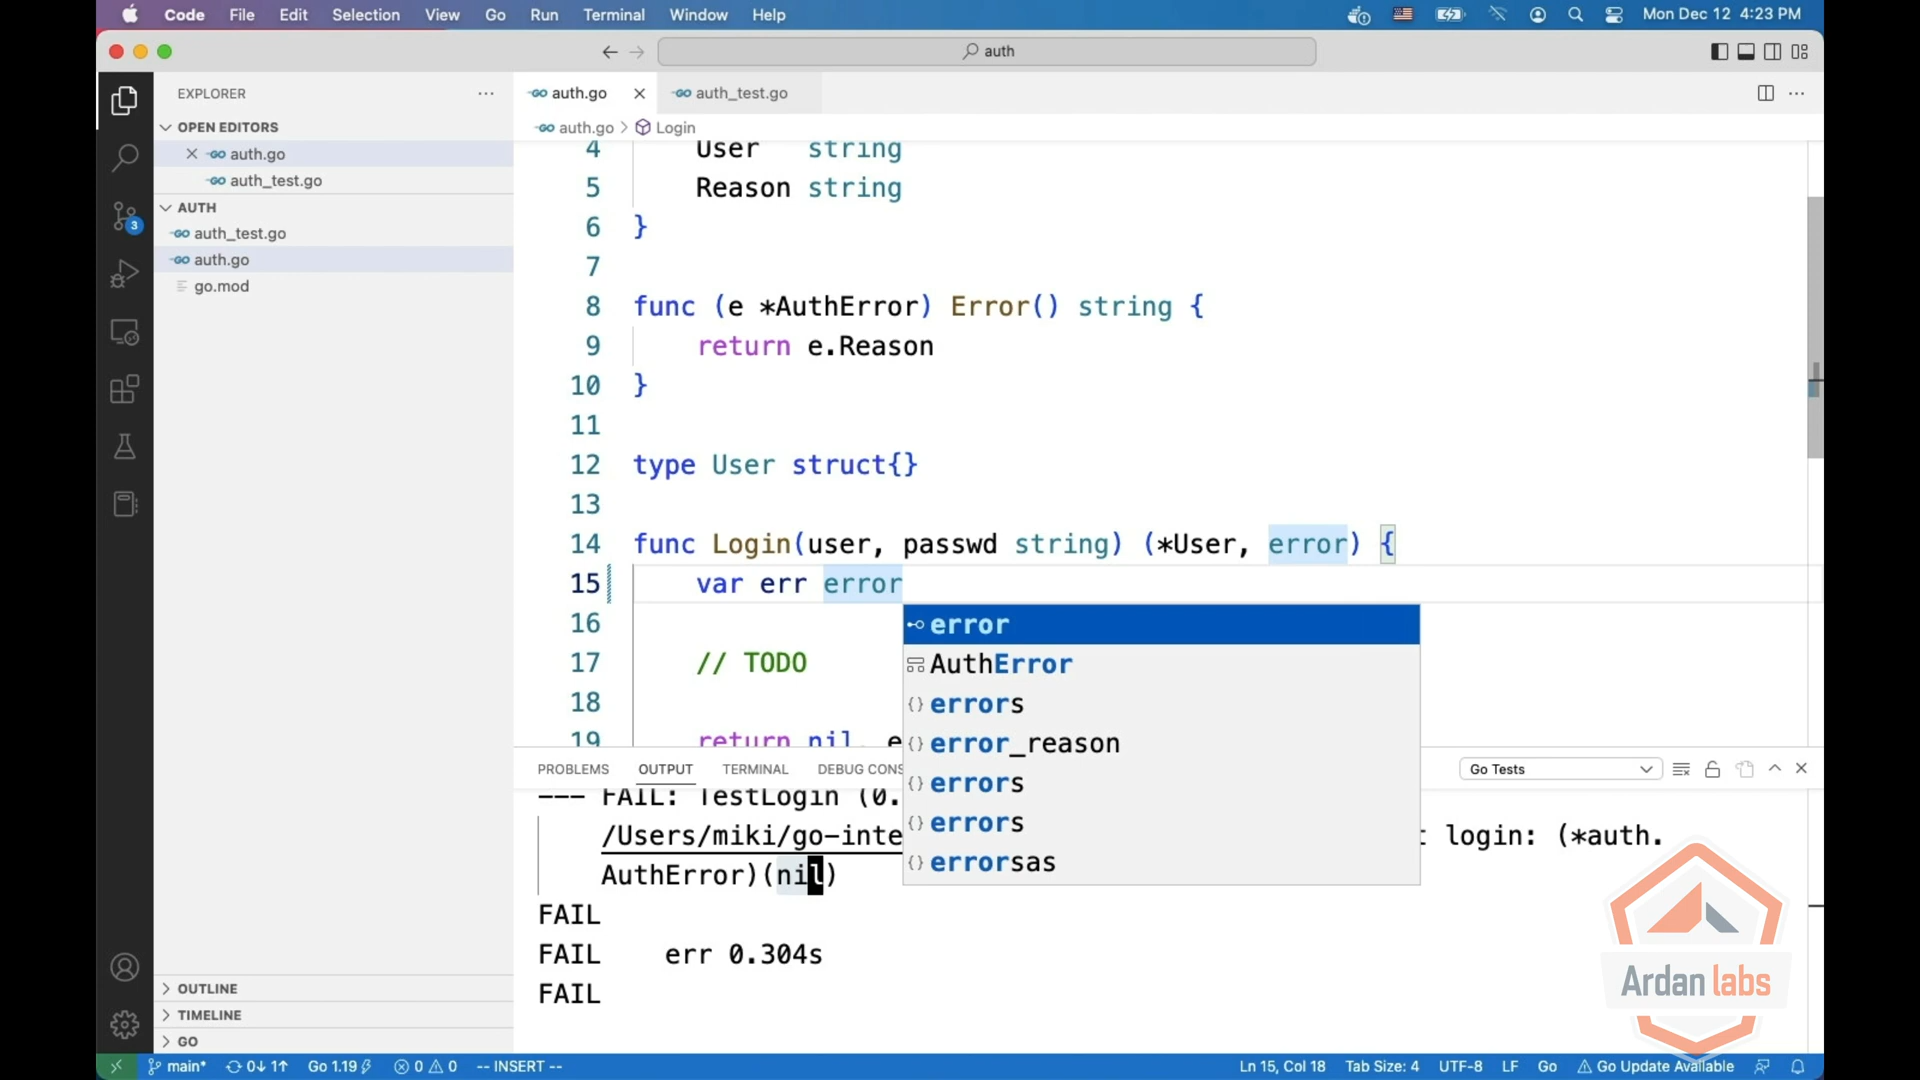 Code File Edit Selection View Go Run Terminal Window Help Mon Dec 12 4:23 PM
auth
EXPLORER
auth.go auth_test.go
OPEN EDITORS
auth.go
auth_test.go
AUTH
auth_test.go
auth.go
go.mod
OUTLINE
TIMELINE
GO
3
auth.go > Login
4 User string
5 Reason string
6 }
7
8 func (e *AuthError) Error() string {
9 return e.Reason
10 }
11
12 type User struct{}
13
14 func Login(user, passwd string) (*User, error) {
15 var err error
16
17 // TODO
18
19 return nil, e
error
AuthError
errors
error_reason
errors
errors
errorsas
PROBLEMS OUTPUT TERMINAL DEBUG CONS Go Tests
--- FAIL: TestLogin (0.
/Users/miki/go-inte login: (*auth.
AuthError)(nil)
FAIL
FAIL err 0.304s
FAIL
Ardan labs
main* 0↓ 1↑ Go 1.19 0 0 -- INSERT -- Ln 15, Col 18 Tab Size: 4 UTF-8 LF Go Go Update Available